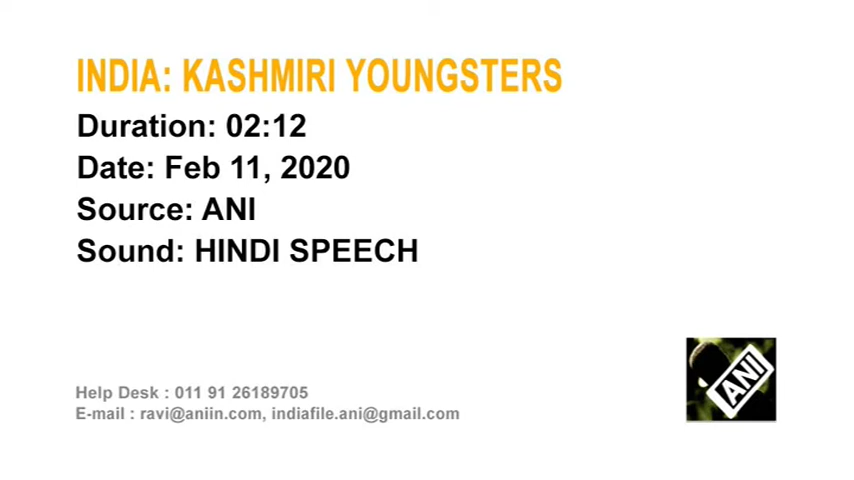 INDIA: KASHMIRI YOUNGSTERS
Duration: 02:12
Date: Feb 11, 2020
Source: ANI
Sound: HINDI SPEECH
Help Desk : 011 91 26189705
E-mail : ravi@aniin.com, indiafile.ani@gmail.com
ANI